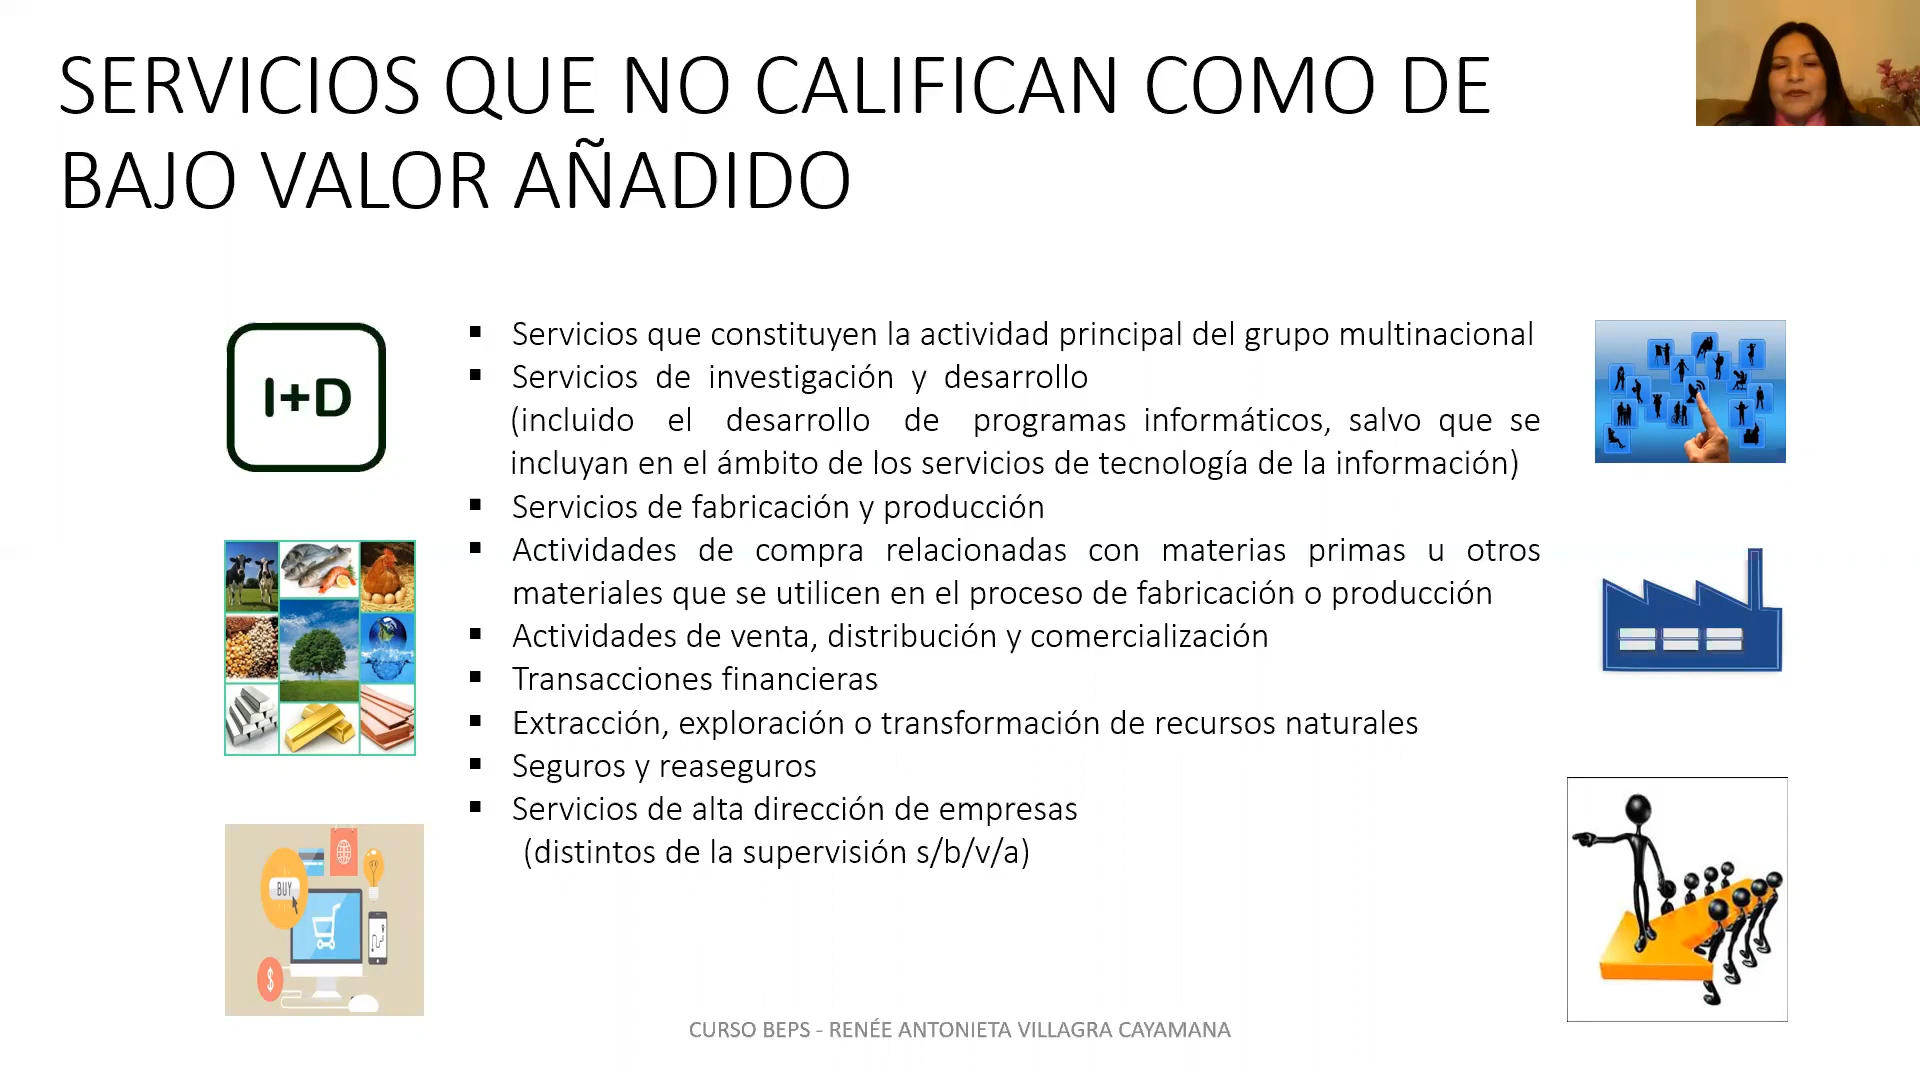 SERVICIOS QUE NO CALIFICAN COMO DE
BAJO VALOR AÑADIDO
I+D
▪ Servicios que constituyen la actividad principal del grupo multinacional
▪ Servicios de investigación y desarrollo
(incluido el desarrollo de programas informáticos, salvo que se
incluyan en el ámbito de los servicios de tecnología de la información)
▪ Servicios de fabricación y producción
▪ Actividades de compra relacionadas con materias primas u otros
materiales que se utilicen en el proceso de fabricación o producción
▪ Actividades de venta, distribución y comercialización
▪ Transacciones financieras
▪ Extracción, exploración o transformación de recursos naturales
▪ Seguros y reaseguros
▪ Servicios de alta dirección de empresas
(distintos de la supervisión s/b/v/a)
BUY
$
CURSO BEPS - RENÉE ANTONIETA VILLAGRA CAYAMANA